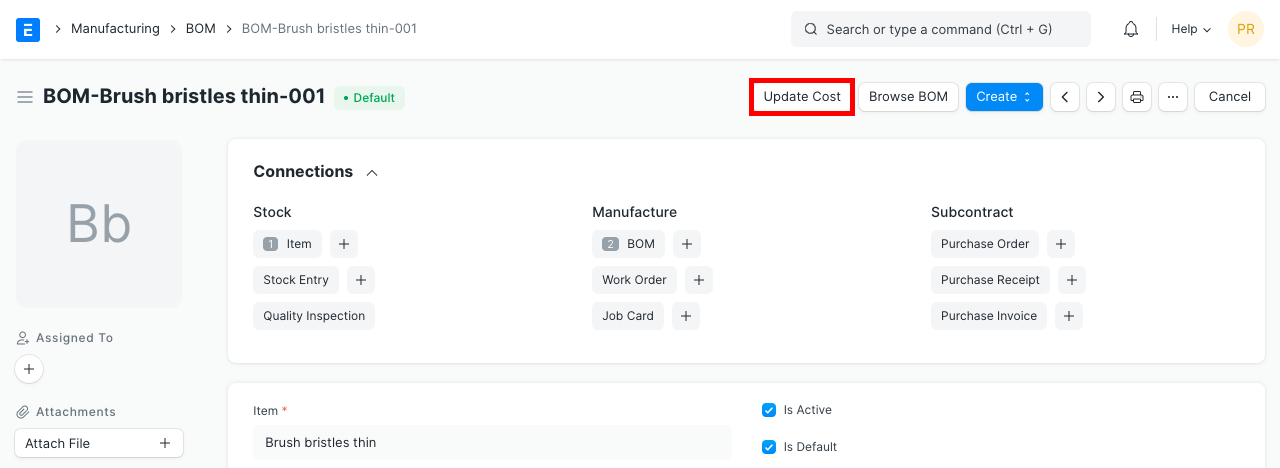 E Manufacturing BOM BOM-Brush bristles thin-001 Search or type a command (Ctrl + G) Help PR
BOM-Brush bristles thin-001 • Default Update Cost Browse BOM Create ... Cancel
Bb
Connections
Stock Manufacture Subcontract
1 Item + 2 BOM + Purchase Order +
Stock Entry + Work Order + Purchase Receipt +
Quality Inspection Job Card + Purchase Invoice +
Assigned To
+
Attachments
Attach File +
Item * Is Active
Brush bristles thin Is Default